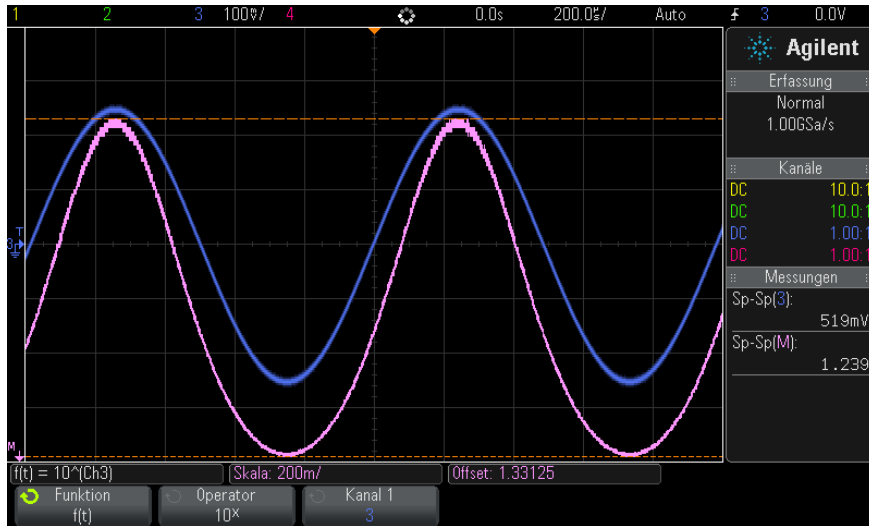 1 2 3 100℧/ 4 0.0s 200.0㎲/ Auto 3 0.0V
Agilent
Erfassung
Normal
1.00GSa/s
Kanäle
DC 10.0:1
DC 10.0:1
DC 1.00:1
DC 1.00:1
Messungen
Sp-Sp(3):
519mV
Sp-Sp(M):
1.239
T
3
M
f(t) = 10^(Ch3) Skala: 200m/ Offset: 1.33125
Funktion Operator Kanal 1
f(t) 10ˣ 3